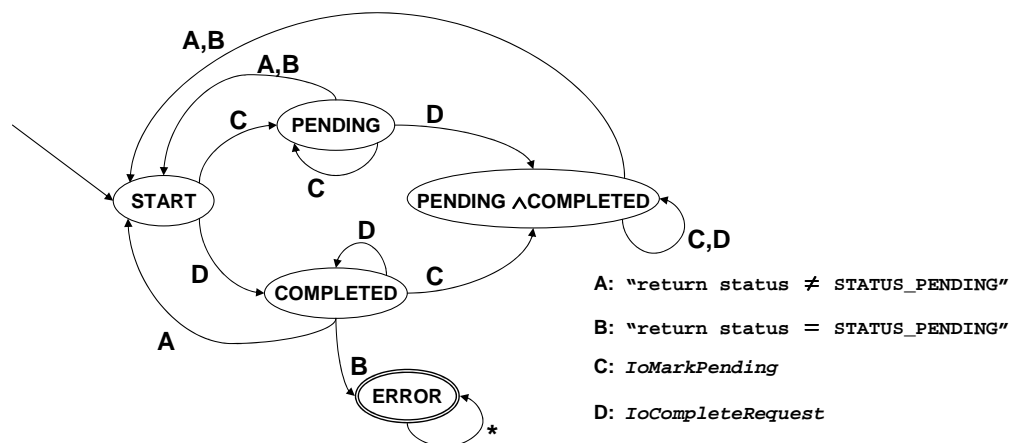 A,B
A,B
C
PENDING
D
C
START
PENDING ∧COMPLETED
D
D
C
C,D
COMPLETED
A
B
ERROR
*
A: "return status ≠ STATUS_PENDING"
B: "return status = STATUS_PENDING"
C: IoMarkPending
D: IoCompleteRequest